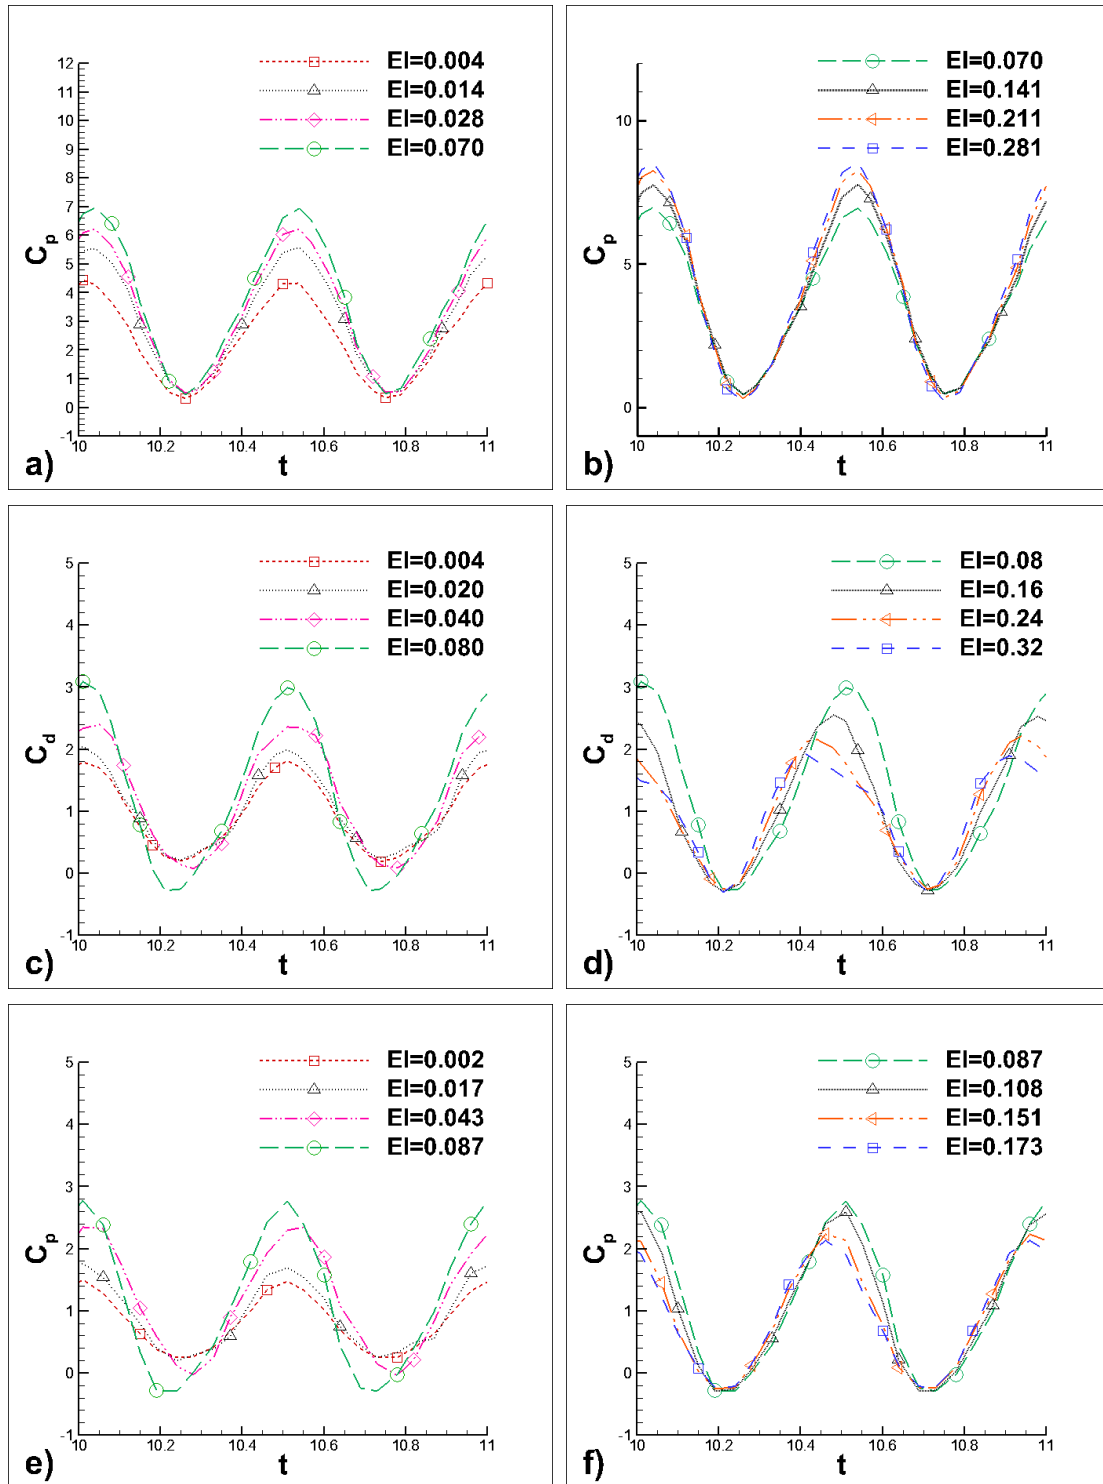 EI=0.004
EI=0.014
EI=0.028
EI=0.070
12
11
10
9
8
7
6
5
4
3
2
1
0
-1
Cp
10 10.2 10.4 10.6 10.8 11
a) t
EI=0.070
EI=0.141
EI=0.211
EI=0.281
10
5
0
Cp
10 10.2 10.4 10.6 10.8 11
b) t
EI=0.004
EI=0.020
EI=0.040
EI=0.080
5
4
3
2
1
0
-1
Cd
10 10.2 10.4 10.6 10.8 11
c) t
EI=0.08
EI=0.16
EI=0.24
EI=0.32
5
4
3
2
1
0
-1
Cd
10 10.2 10.4 10.6 10.8 11
d) t
EI=0.002
EI=0.017
EI=0.043
EI=0.087
5
4
3
2
1
0
-1
Cp
10 10.2 10.4 10.6 10.8 11
e) t
EI=0.087
EI=0.108
EI=0.151
EI=0.173
5
4
3
2
1
0
-1
Cp
10 10.2 10.4 10.6 10.8 11
f) t